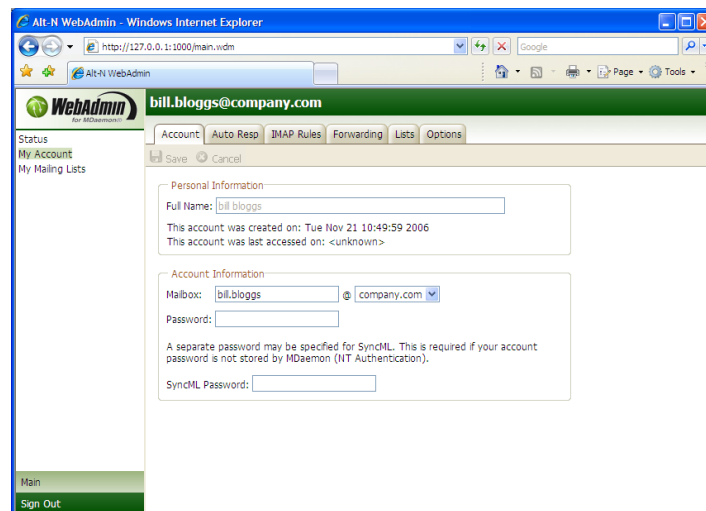 Alt-N WebAdmin - Windows Internet Explorer
http://127.0.0.1:1000/main.wdm
Google
Alt-N WebAdmin
Page
Tools
WebAdmin
for MDaemon®
bill.bloggs@company.com
Status
My Account
My Mailing Lists
Account Auto Resp IMAP Rules Forwarding Lists Options
Save Cancel
Personal Information
Full Name: bill bloggs
This account was created on: Tue Nov 21 10:49:59 2006
This account was last accessed on: <unknown>
Account Information
Mailbox: bill.bloggs @ company.com
Password:
A separate password may be specified for SyncML. This is required if your account
password is not stored by MDaemon (NT Authentication).
SyncML Password:
Main
Sign Out